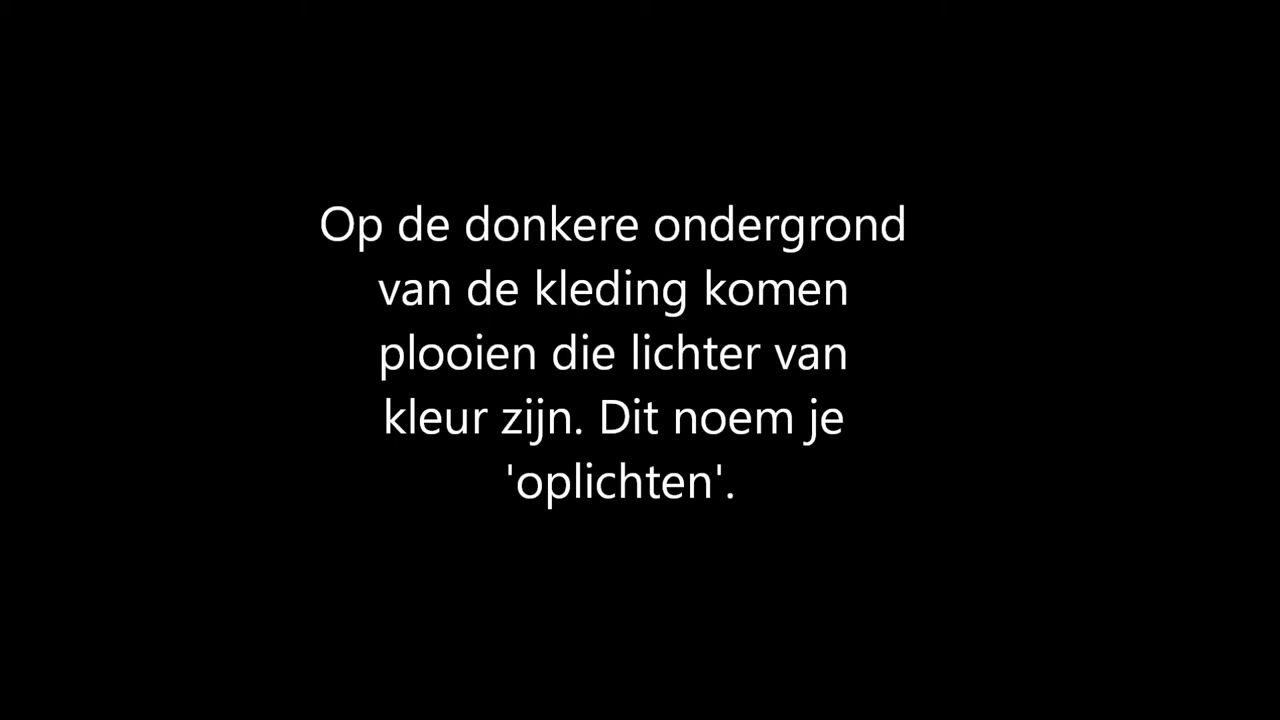 Op de donkere ondergrond
van de kleding komen
plooien die lichter van
kleur zijn. Dit noem je
'oplichten'.